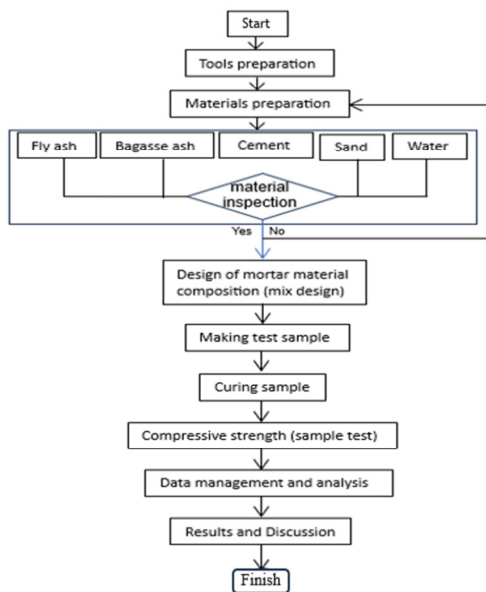 Start
Tools preparation
Materials preparation
Fly ash
Bagasse ash
Cement
Sand
Water
material
inspection
Yes
No
Design of mortar material
composition (mix design)
Making test sample
Curing sample
Compressive strength (sample test)
Data management and analysis
Results and Discussion
Finish